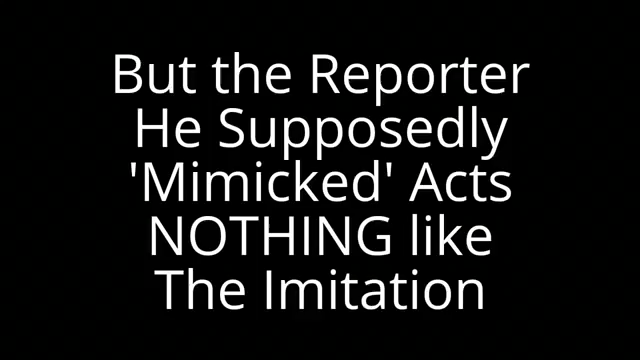 But the Reporter
He Supposedly
'Mimicked' Acts
NOTHING like
The Imitation